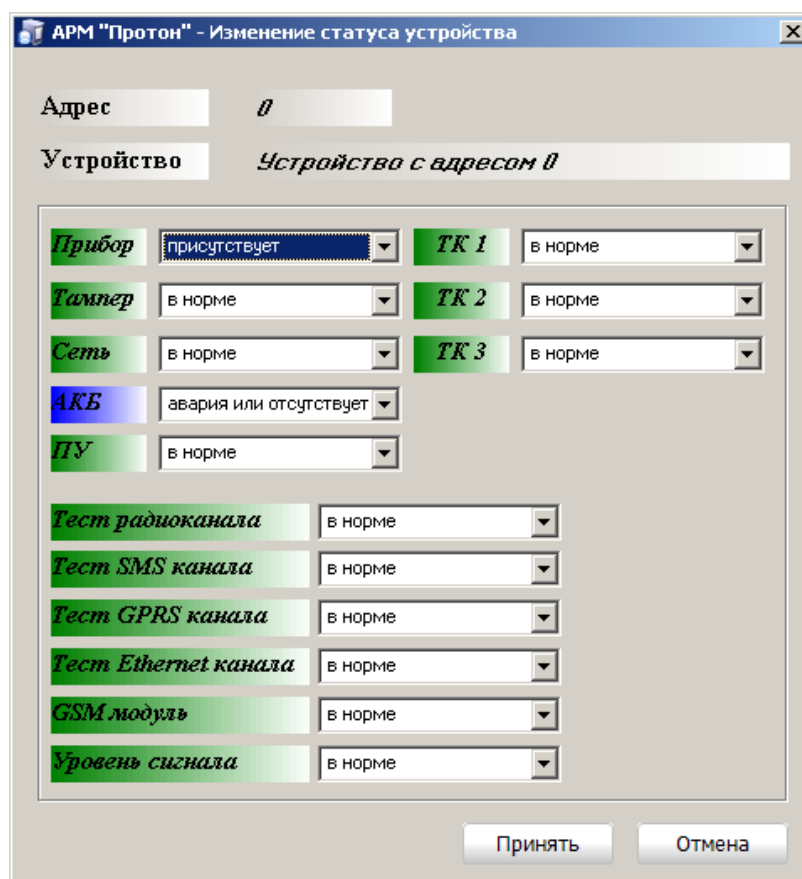 АРМ "Протон" - Изменение статуса устройства
Адрес 0
Устройство Устройство с адресом 0
Прибор присутствует ТК 1 в норме
Тампер в норме ТК 2 в норме
Сеть в норме ТК 3 в норме
АКБ авария или отсутствует
ПУ в норме
Тест радиоканала в норме
Тест SMS канала в норме
Тест GPRS канала в норме
Тест Ethernet канала в норме
GSM модуль в норме
Уровень сигнала в норме
Принять Отмена